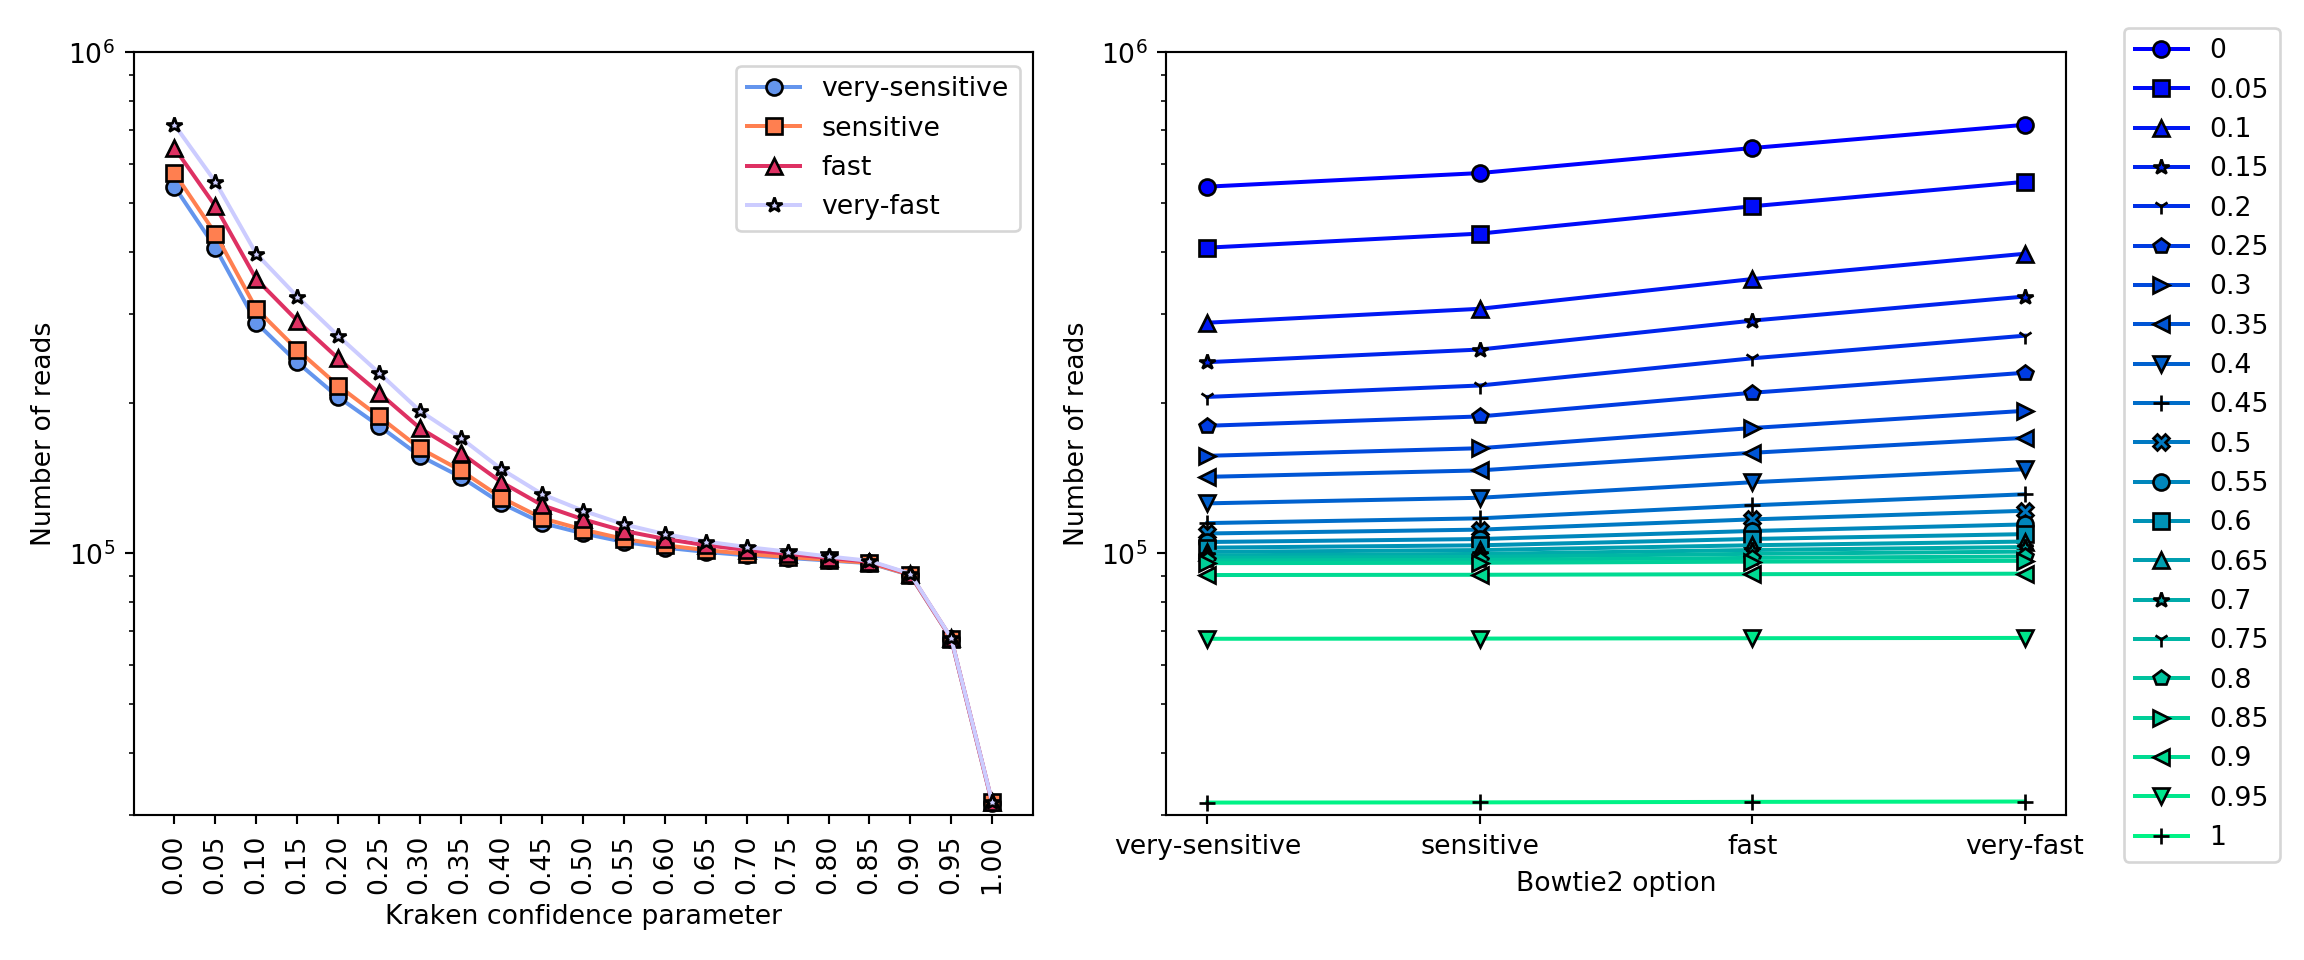 10^6
10^5
Number of reads
very-sensitive
sensitive
fast
very-fast
0.00 0.05 0.10 0.15 0.20 0.25 0.30 0.35 0.40 0.45 0.50 0.55 0.60 0.65 0.70 0.75 0.80 0.85 0.90 0.95 1.00
Kraken confidence parameter
10^6
10^5
Number of reads
very-sensitive sensitive fast very-fast
Bowtie2 option
0
0.05
0.1
0.15
0.2
0.25
0.3
0.35
0.4
0.45
0.5
0.55
0.6
0.65
0.7
0.75
0.8
0.85
0.9
0.95
1